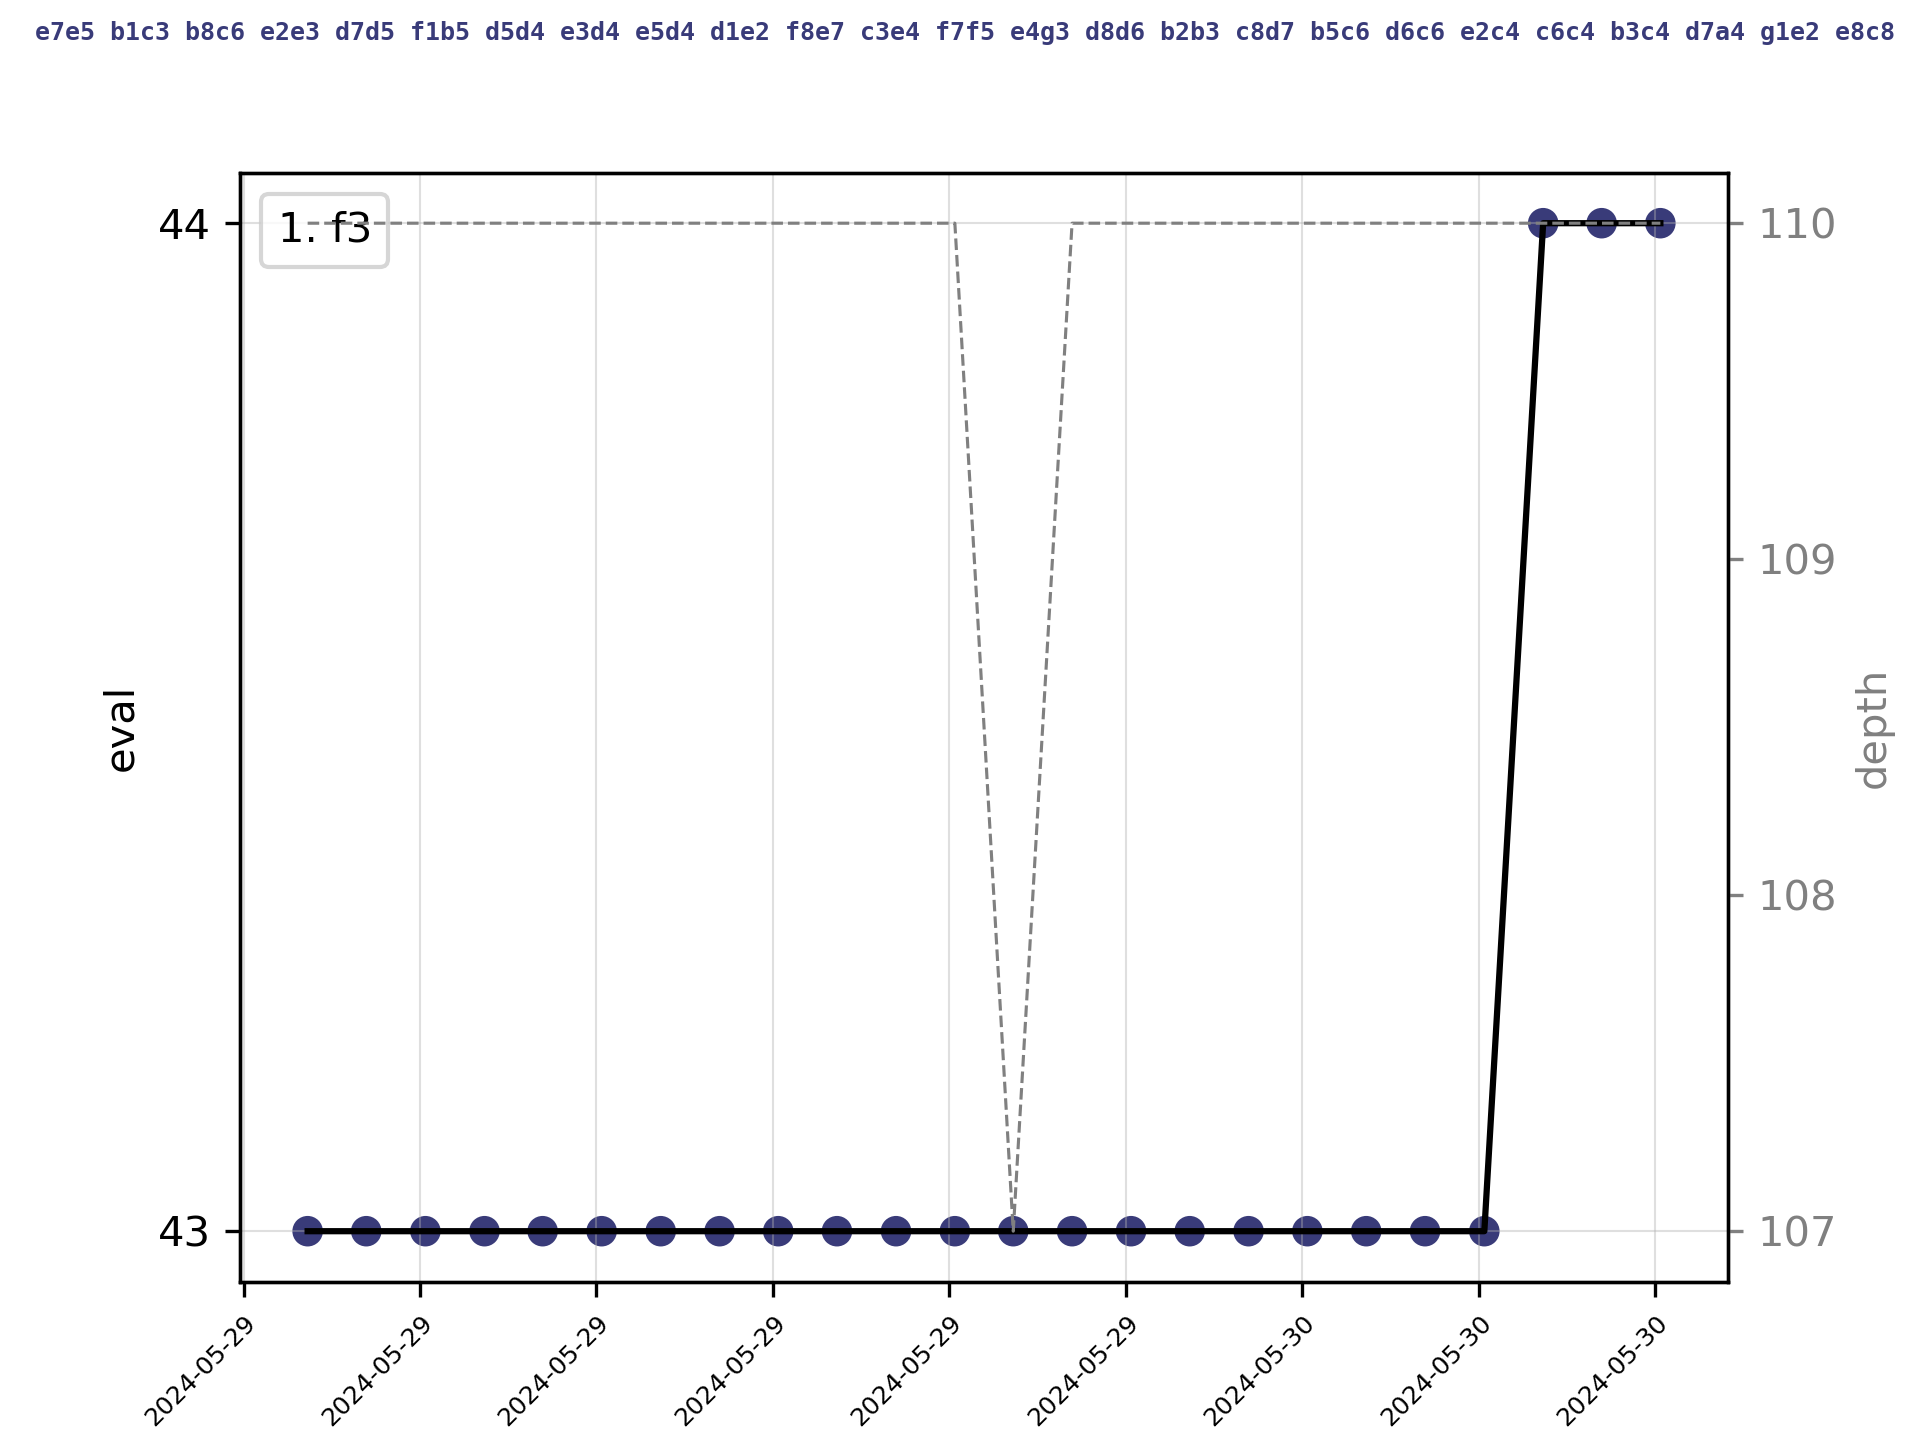 e7e5 b1c3 b8c6 e2e3 d7d5 f1b5 d5d4 e3d4 e5d4 d1e2 f8e7 c3e4 f7f5 e4g3 d8d6 b2b3 c8d7 b5c6 d6c6 e2c4 c6c4 b3c4 d7a4 g1e2 e8c8
1. f3
44
43
eval
110
109
108
107
depth
2024-05-29 2024-05-29 2024-05-29 2024-05-29 2024-05-29 2024-05-29 2024-05-30 2024-05-30 2024-05-30